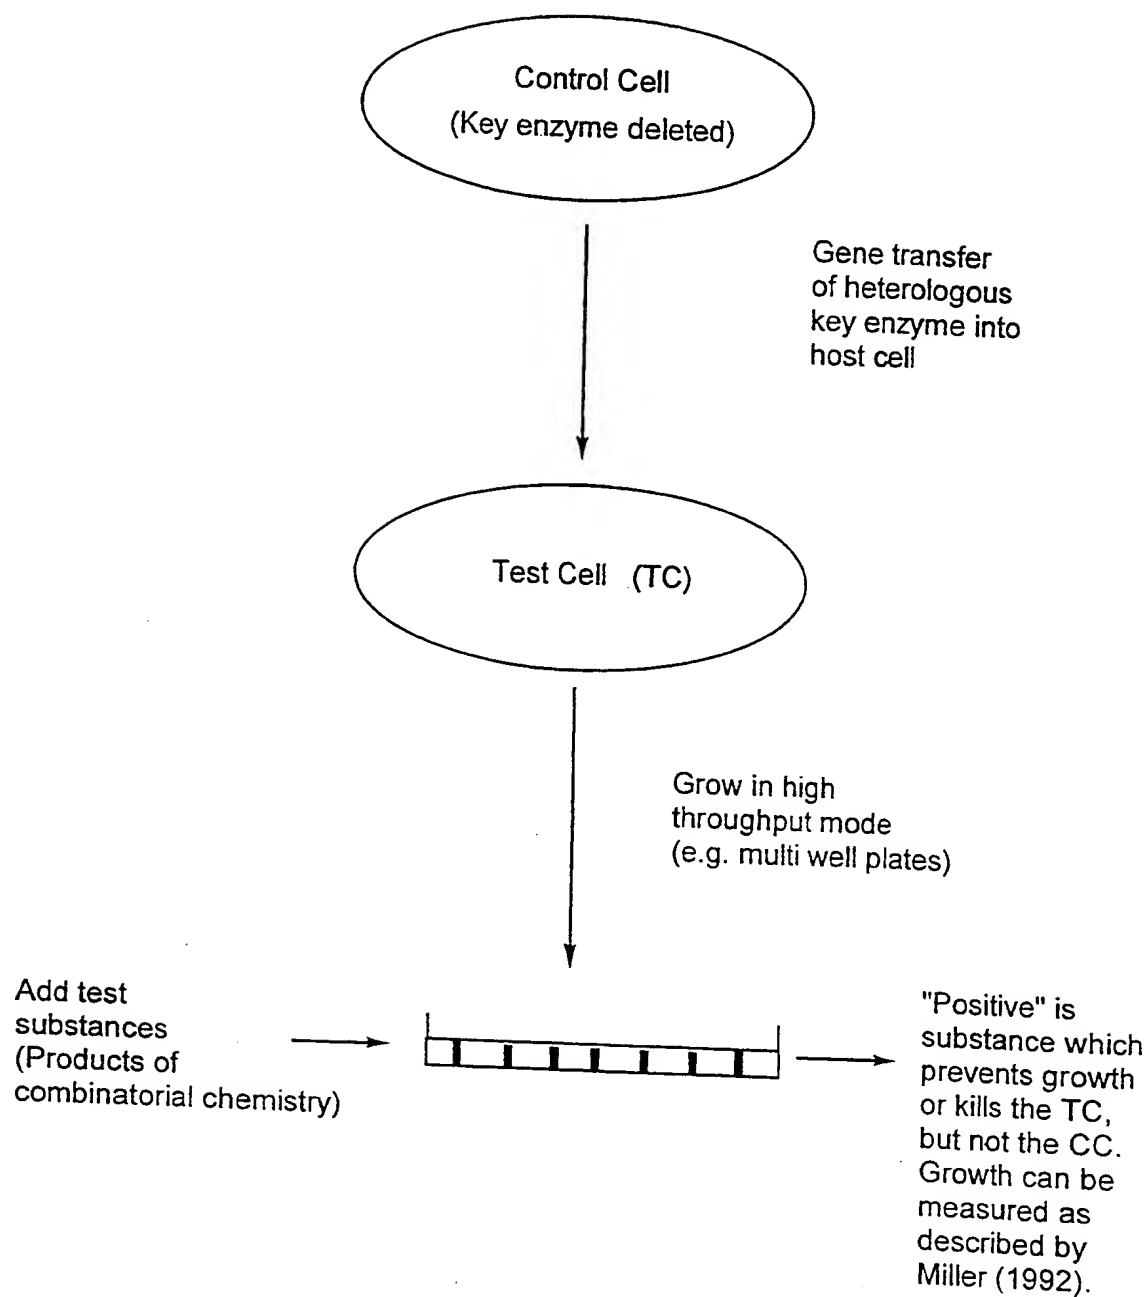 Control Cell
(Key enzyme deleted)
Gene transfer
of heterologous
key enzyme into
host cell
Test Cell (TC)
Grow in high
throughput mode
(e.g. multi well plates)
Add test
substances
(Products of
combinatorial chemistry)
"Positive" is
substance which
prevents growth
or kills the TC,
but not the CC.
Growth can be
measured as
described by
Miller (1992).